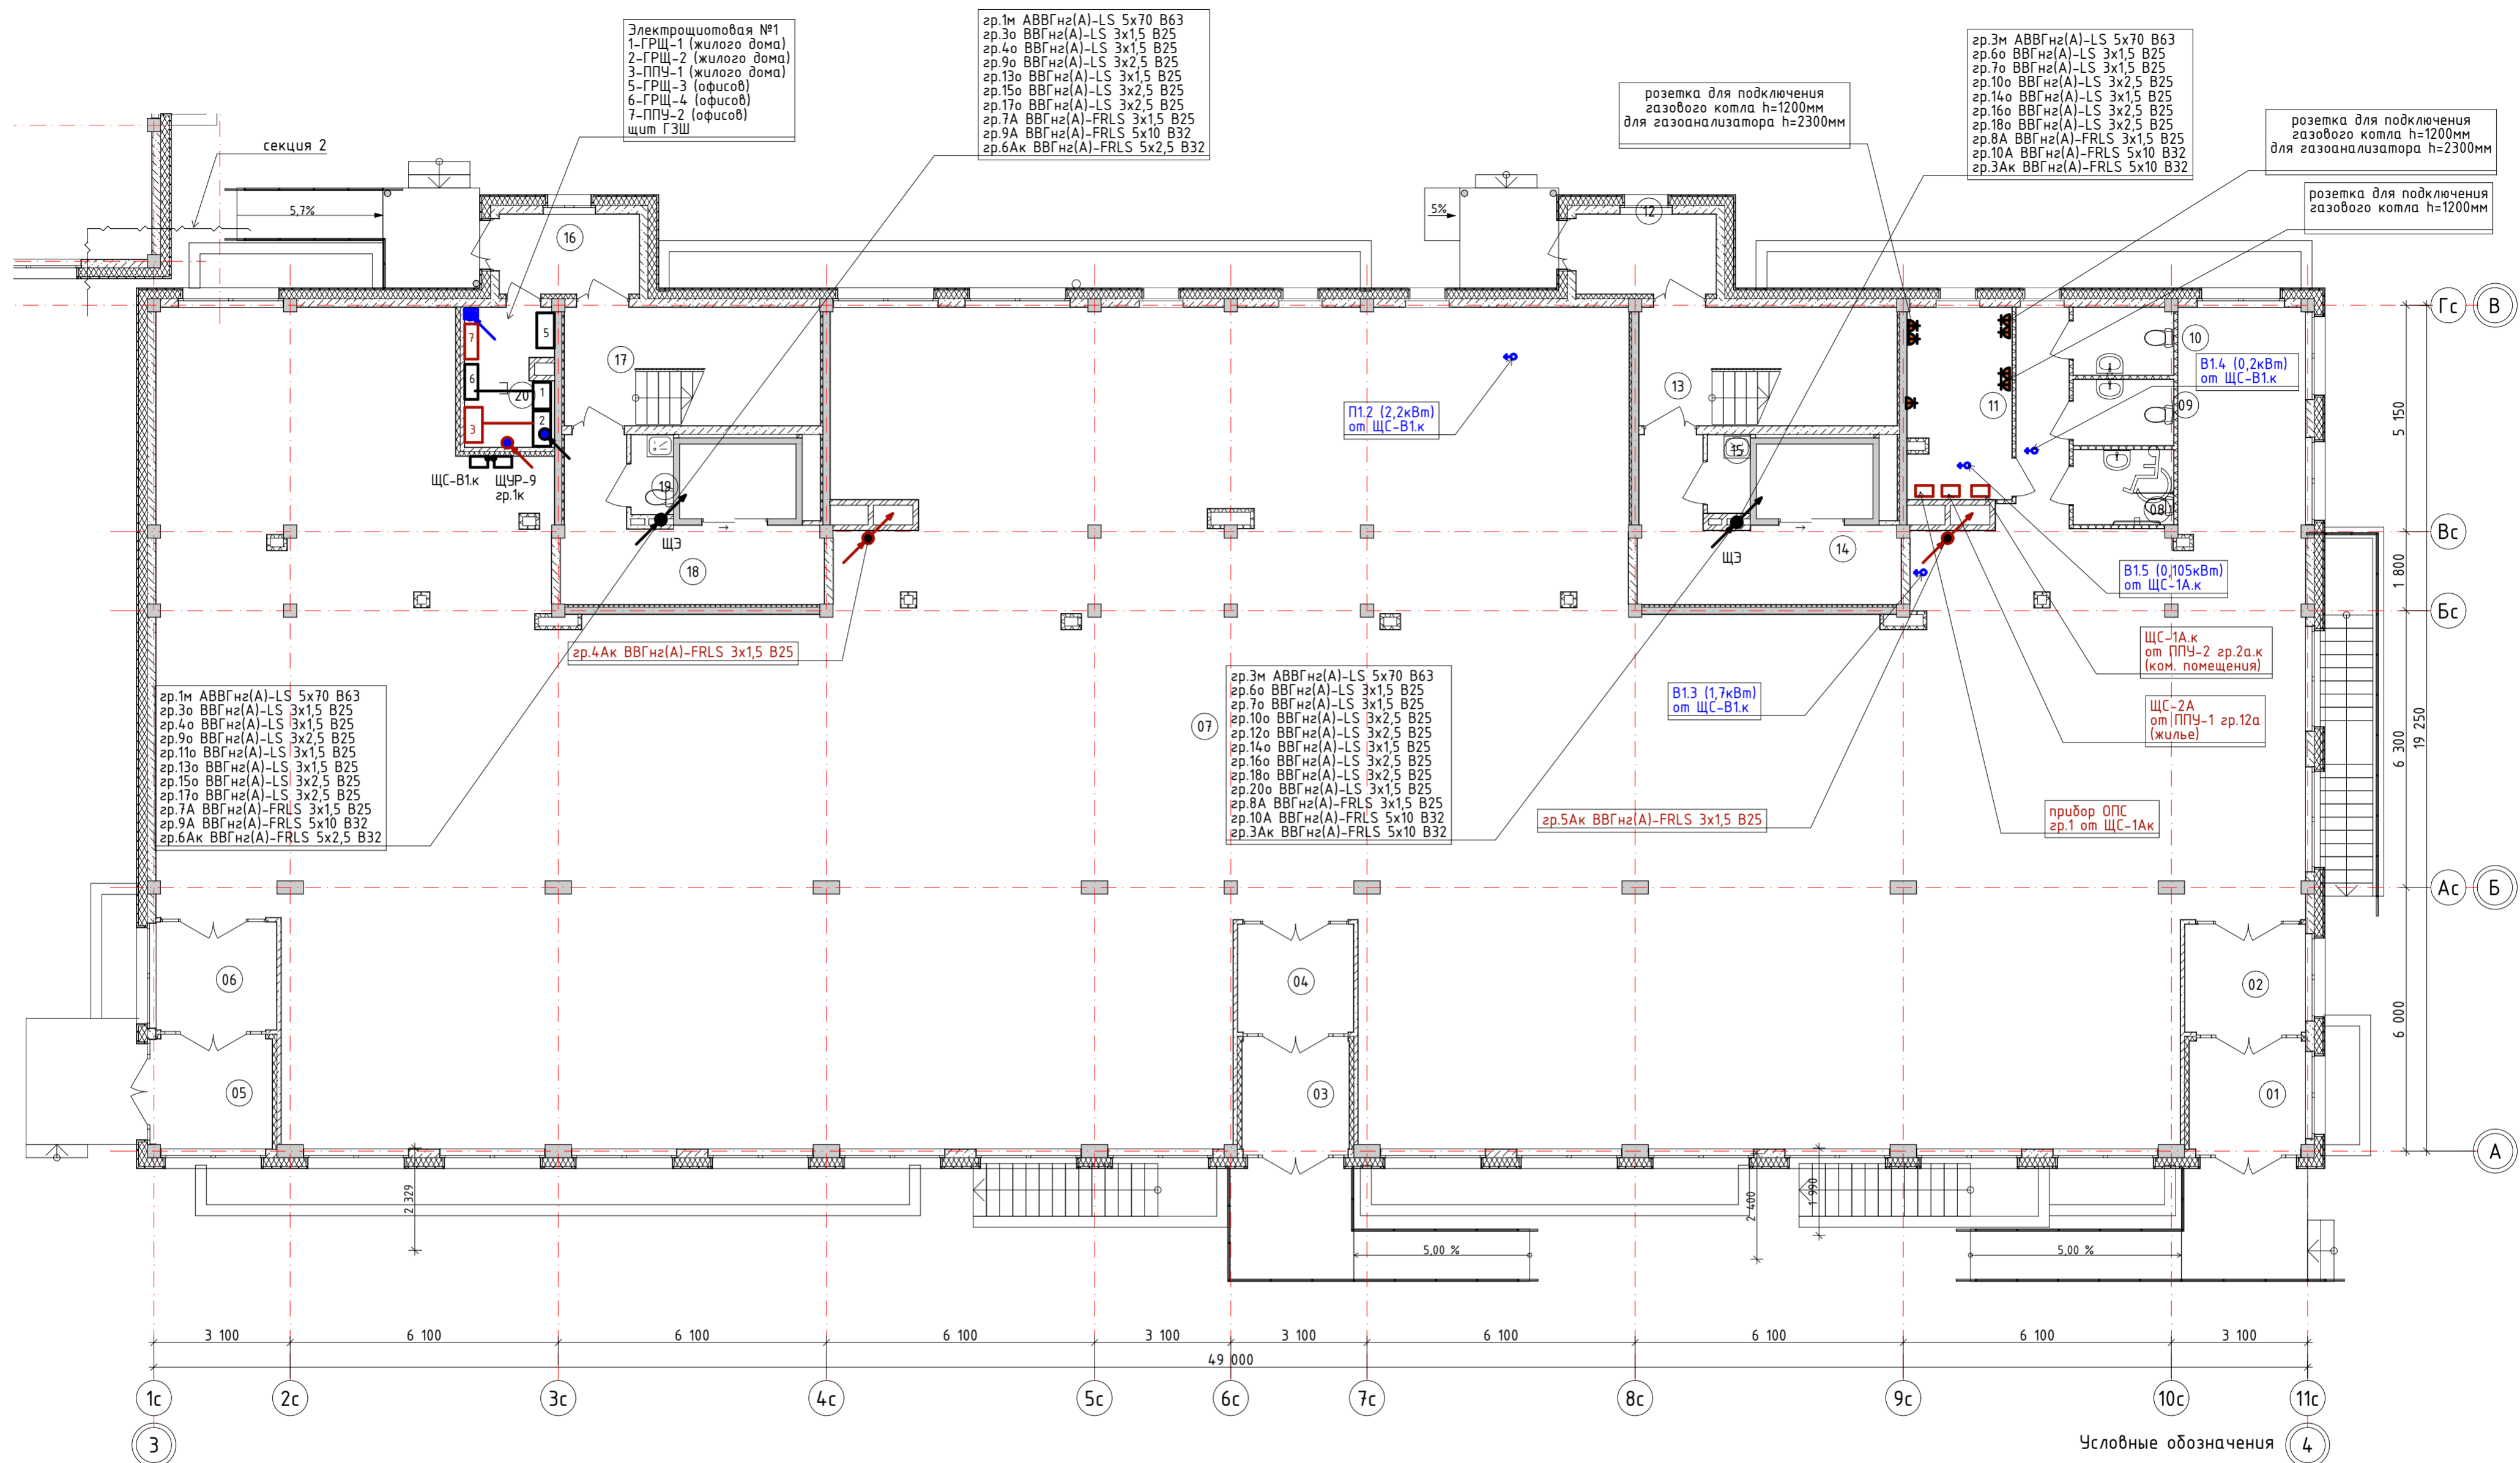 Электрощитовая №1
1-ГРЩ-1 (жилого дома)
2-ГРЩ-2 (жилого дома)
3-ППУ-1 (жилого дома)
5-ГРЩ-3 (офисов)
6-ГРЩ-4 (офисов)
7-ППУ-2 (офисов)
щит ГЗШ
гр.1м АВВГнг(А)-LS 5х70 В63
гр.3о ВВГнг(А)-LS 3х1,5 В25
гр.4о ВВГнг(А)-LS 3х1,5 В25
гр.9о ВВГнг(А)-LS 3х2,5 В25
гр.13о ВВГнг(А)-LS 3х1,5 В25
гр.15о ВВГнг(А)-LS 3х2,5 В25
гр.17о ВВГнг(А)-LS 3х2,5 В25
гр.7А ВВГнг(А)-FRLS 3х1,5 В25
гр.9А ВВГнг(А)-FRLS 5х10 В32
гр.6Ак ВВГнг(А)-FRLS 5х2,5 В32
розетка для подключения
газового котла h=1200мм
для газоанализатора h=2300мм
гр.3м АВВГнг(А)-LS 5х70 В63
гр.6о ВВГнг(А)-LS 3х1,5 В25
гр.7о ВВГнг(А)-LS 3х1,5 В25
гр.10о ВВГнг(А)-LS 3х2,5 В25
гр.14о ВВГнг(А)-LS 3х1,5 В25
гр.16о ВВГнг(А)-LS 3х2,5 В25
гр.18о ВВГнг(А)-LS 3х2,5 В25
гр.8А ВВГнг(А)-FRLS 3х1,5 В25
гр.10А ВВГнг(А)-FRLS 5х10 В32
гр.3Ак ВВГнг(А)-FRLS 5х10 В32
розетка для подключения
газового котла h=1200мм
для газоанализатора h=2300мм
розетка для подключения
газового котла h=1200мм
секция 2
5,7%
5%
16
12
17
13
20
11
10
09
08
19
15
18
14
7
6
3
5
1
2
ЩС-В1.к
ЩУР-9
гр.1к
ЩЭ
ЩЭ
П1.2 (2,2кВт)
от ЩС-В1.к
В1.4 (0,2кВт)
от ЩС-В1.к
В1.5 (0,105кВт)
от ЩС-1А.к
В1.3 (1,7кВт)
от ЩС-В1.к
ЩС-1А.к
от ППУ-2 гр.2а.к
(ком. помещения)
ЩС-2А
от ППУ-1 гр.12а
(жилье)
прибор ОПС
гр.1 от ЩС-1Ак
гр.4Ак ВВГнг(А)-FRLS 3х1,5 В25
гр.5Ак ВВГнг(А)-FRLS 3х1,5 В25
гр.1м АВВГнг(А)-LS 5х70 В63
гр.3о ВВГнг(А)-LS 3х1,5 В25
гр.4о ВВГнг(А)-LS 3х1,5 В25
гр.9о ВВГнг(А)-LS 3х2,5 В25
гр.11о ВВГнг(А)-LS 3х1,5 В25
гр.13о ВВГнг(А)-LS 3х1,5 В25
гр.15о ВВГнг(А)-LS 3х2,5 В25
гр.17о ВВГнг(А)-LS 3х2,5 В25
гр.7А ВВГнг(А)-FRLS 3х1,5 В25
гр.9А ВВГнг(А)-FRLS 5х10 В32
гр.6Ак ВВГнг(А)-FRLS 5х2,5 В32
07
гр.3м АВВГнг(А)-LS 5х70 В63
гр.6о ВВГнг(А)-LS 3х1,5 В25
гр.7о ВВГнг(А)-LS 3х1,5 В25
гр.10о ВВГнг(А)-LS 3х2,5 В25
гр.12о ВВГнг(А)-LS 3х2,5 В25
гр.14о ВВГнг(А)-LS 3х1,5 В25
гр.16о ВВГнг(А)-LS 3х2,5 В25
гр.18о ВВГнг(А)-LS 3х2,5 В25
гр.20о ВВГнг(А)-LS 3х1,5 В25
гр.8А ВВГнг(А)-FRLS 3х1,5 В25
гр.10А ВВГнг(А)-FRLS 5х10 В32
гр.3Ак ВВГнг(А)-FRLS 5х10 В32
06
05
04
03
02
01
Гс В
Вс
Бс
Ас Б
А
5 150
1 800
6 300
19 250
6 000
2 329
2 400
1 990
5,00 %
5,00 %
3 100 6 100 6 100 6 100 3 100 3 100 6 100 6 100 6 100 3 100
49 000
1с 2с 3с 4с 5с 6с 7с 8с 9с 10с 11с
3
Условные обозначения 4